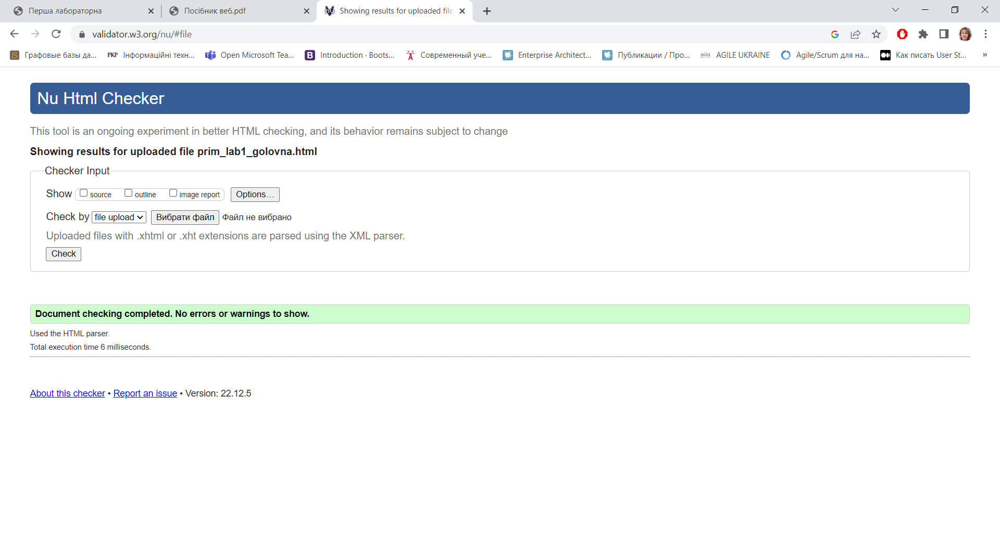 Перша лабораторна
Посібник веб.pdf
Showing results for uploaded file
validator.w3.org/nu/#file
Графовые базы да...
PKP Інформаційні техн...
Open Microsoft Tea...
B Introduction · Boots...
Современный уче...
Enterprise Architect...
Публикации / Про...
AGILE UKRAINE
Agile/Scrum для на...
Как писать User St...
»
Nu Html Checker
This tool is an ongoing experiment in better HTML checking, and its behavior remains subject to change
Showing results for uploaded file prim_lab1_golovna.html
Checker Input
Show source outline image report Options...
Check by file upload Вибрати файл Файл не вибрано
Uploaded files with .xhtml or .xht extensions are parsed using the XML parser.
Check
Document checking completed. No errors or warnings to show.
Used the HTML parser.
Total execution time 6 milliseconds.
About this checker • Report an issue • Version: 22.12.5